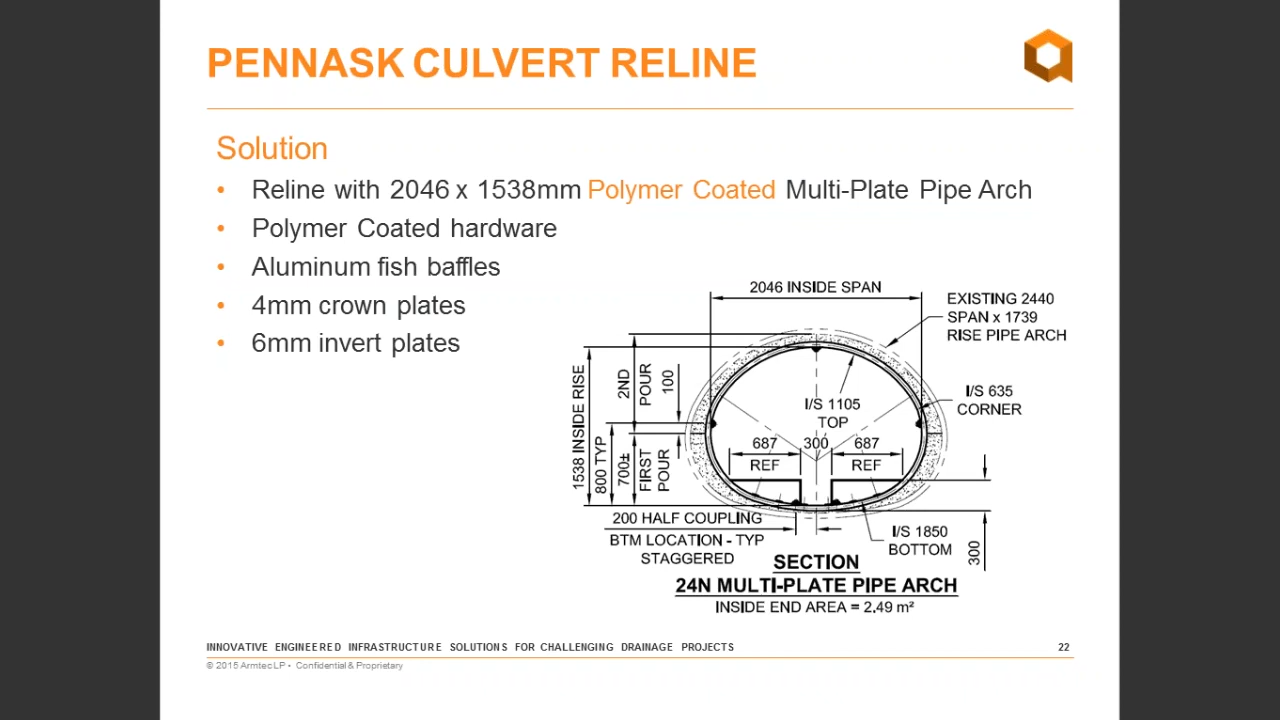 PENNASK CULVERT RELINE
Solution
• Reline with 2046 x 1538mm Polymer Coated Multi-Plate Pipe Arch
• Polymer Coated hardware
• Aluminum fish baffles
• 4mm crown plates
• 6mm invert plates
2046 INSIDE SPAN
EXISTING 2440
SPAN x 1739
RISE PIPE ARCH
1538 INSIDE RISE
800 TYP
2ND
POUR
100
700±
FIRST
POUR
I/S 1105
TOP
I/S 635
CORNER
687
REF
300
687
REF
200 HALF COUPLING
BTM LOCATION - TYP
STAGGERED
I/S 1850
BOTTOM
300
SECTION
24N MULTI-PLATE PIPE ARCH
INSIDE END AREA = 2.49 m²
INNOVATIVE ENGINEERED INFRASTRUCTURE SOLUTIONS FOR CHALLENGING DRAINAGE PROJECTS
22
© 2015 Armtec LP • Confidential & Proprietary